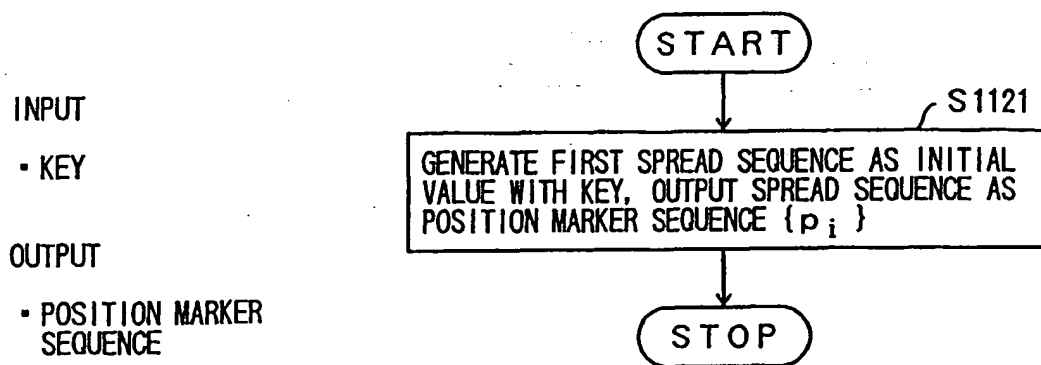 INPUT
▪ KEY
OUTPUT
▪ POSITION MARKER
SEQUENCE
START
S1121
GENERATE FIRST SPREAD SEQUENCE AS INITIAL
VALUE WITH KEY, OUTPUT SPREAD SEQUENCE AS
POSITION MARKER SEQUENCE {p i }
STOP